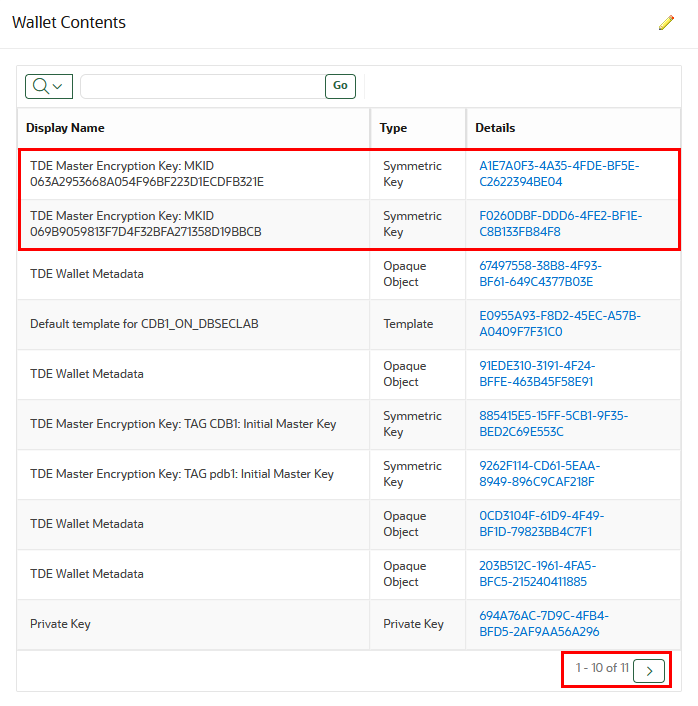 Wallet Contents
Go
Display Name Type Details
TDE Master Encryption Key: MKID
063A2953668A054F96BF223D1ECDFB321E
Symmetric
Key
A1E7A0F3-4A35-4FDE-BF5E-
C2622394BE04
TDE Master Encryption Key: MKID
069B9059813F7D4F32BFA271358D19BBCB
Symmetric
Key
F0260DBF-DDD6-4FE2-BF1E-
C8B133FB84F8
TDE Wallet Metadata
Opaque
Object
67497558-38B8-4F93-
BF61-649C4377B03E
Default template for CDB1_ON_DBSECLAB
Template
E0955A93-F8D2-45EC-A57B-
A0409F7F31C0
TDE Wallet Metadata
Opaque
Object
91EDE310-3191-4F24-
BFFE-463B45F58E91
TDE Master Encryption Key: TAG CDB1: Initial Master Key
Symmetric
Key
885415E5-15FF-5CB1-9F35-
BED2C69E553C
TDE Master Encryption Key: TAG pdb1: Initial Master Key
Symmetric
Key
9262F114-CD61-5EAA-
8949-896C9CAF218F
TDE Wallet Metadata
Opaque
Object
0CD3104F-61D9-4F49-
BF1D-79823BB4C7F1
TDE Wallet Metadata
Opaque
Object
203B512C-1961-4FA5-
BFC5-215240411885
Private Key
Private Key
694A76AC-7D9C-4FB4-
BFD5-2AF9AA56A296
1 - 10 of 11